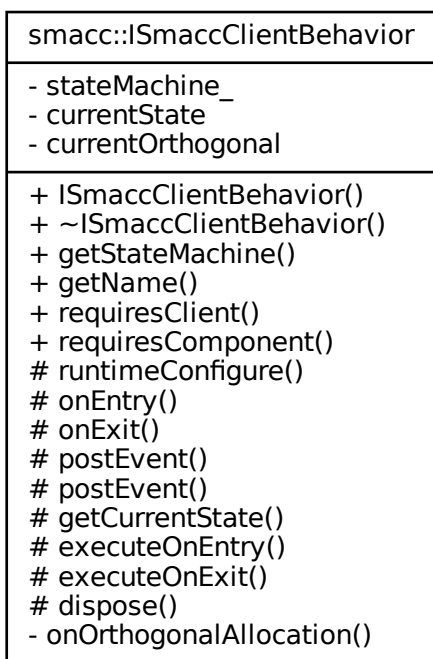 smacc::ISmaccClientBehavior
- stateMachine_
- currentState
- currentOrthogonal
+ ISmaccClientBehavior()
+ ~ISmaccClientBehavior()
+ getStateMachine()
+ getName()
+ requiresClient()
+ requiresComponent()
# runtimeConfigure()
# onEntry()
# onExit()
# postEvent()
# postEvent()
# getCurrentState()
# executeOnEntry()
# executeOnExit()
# dispose()
- onOrthogonalAllocation()